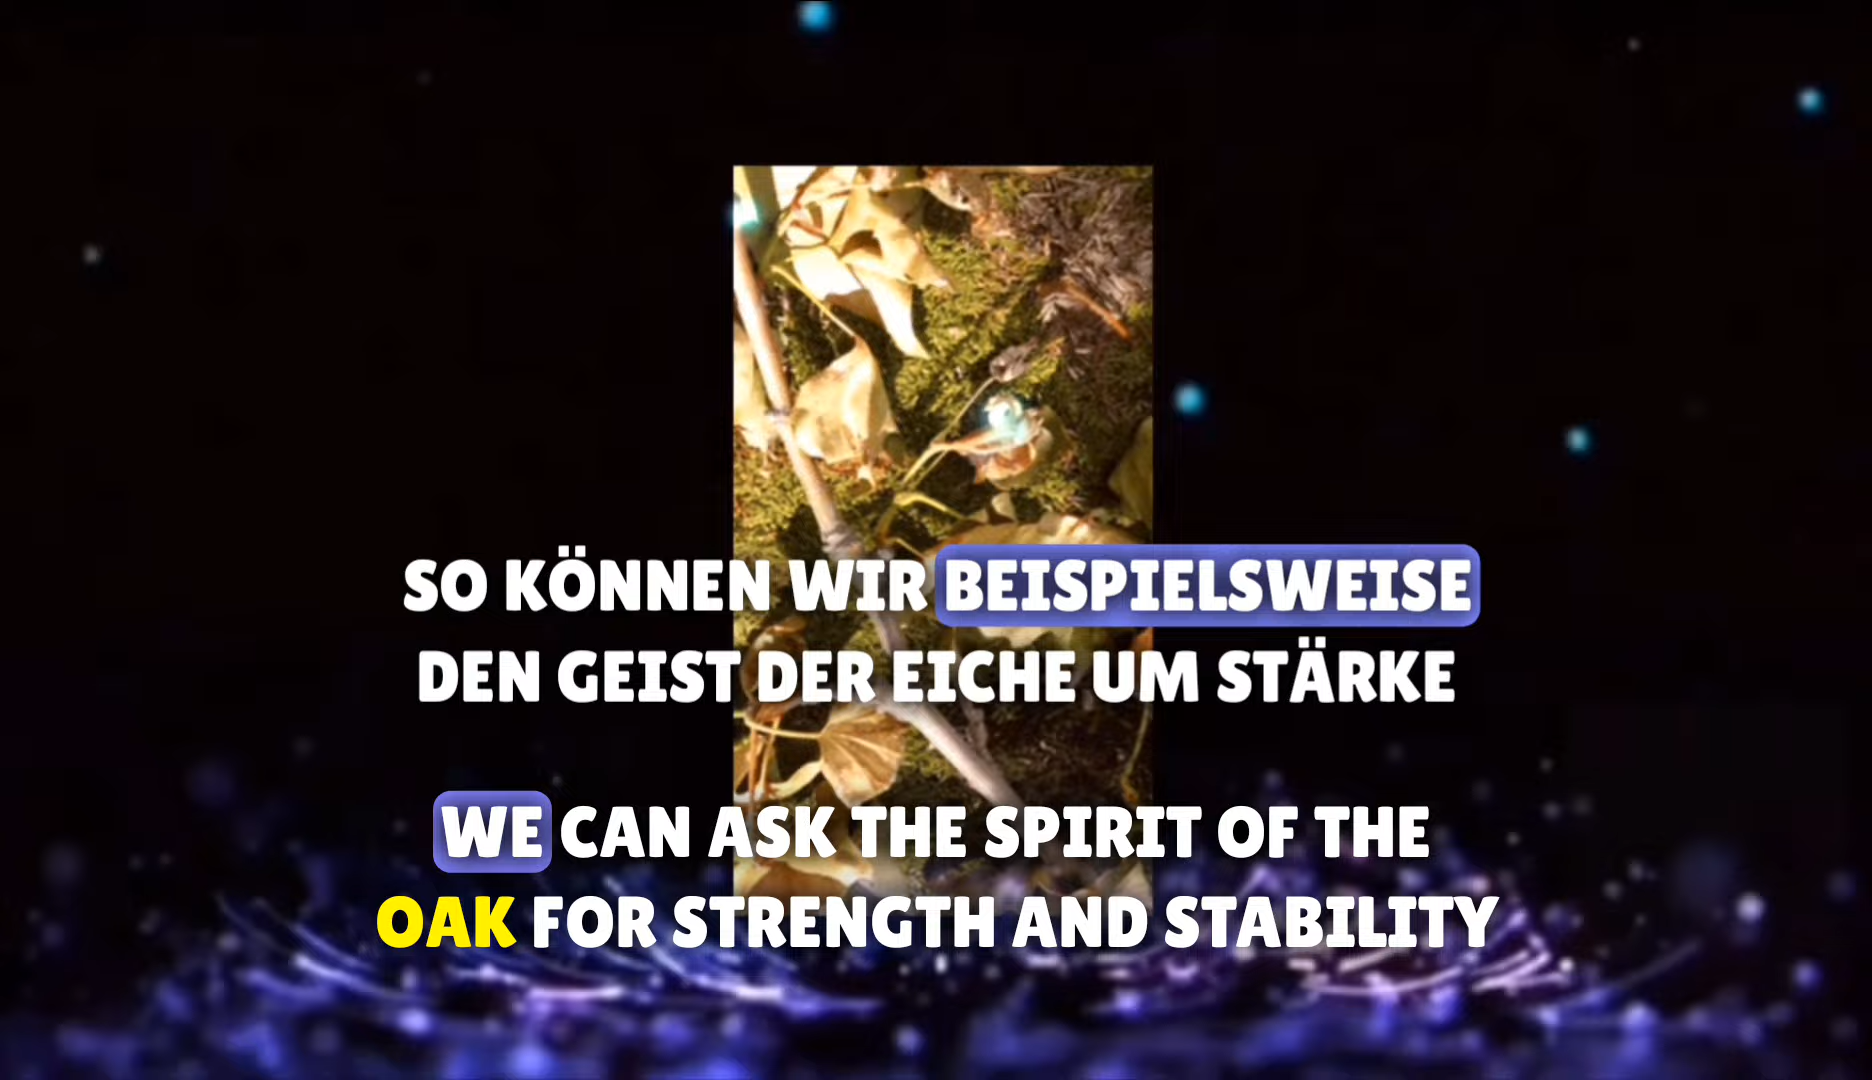 SO KÖNNEN WIR BEISPIELSWEISE
DEN GEIST DER EICHE UM STÄRKE
WE CAN ASK THE SPIRIT OF THE
OAK FOR STRENGTH AND STABILITY